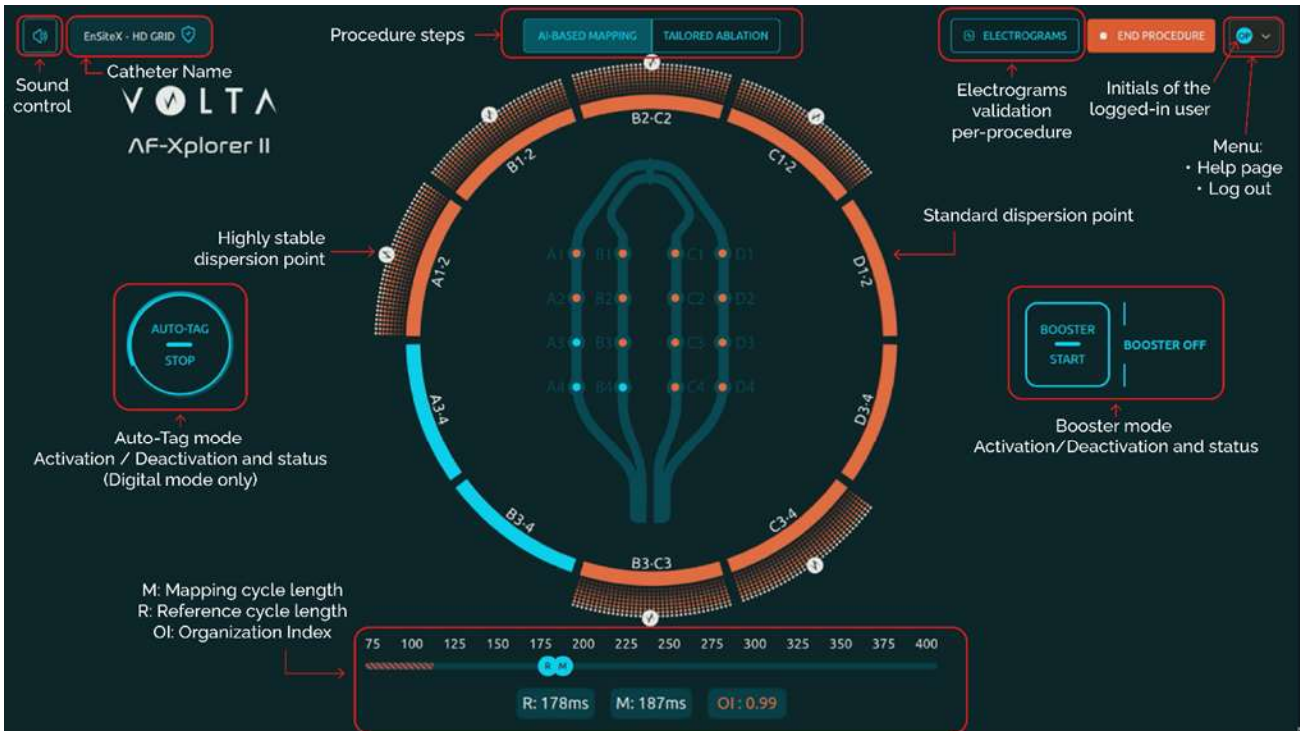 EnSiteX - HD GRID
Procedure steps
AI-BASED MAPPING
TAILORED ABLATION
ELECTROGRAMS
END PROCEDURE
OP
Sound
control
Catheter Name
VOLTA
AF-Xplorer II
Electrograms
validation
per-procedure
Initials of the
logged-in user
Menu:
• Help page
• Log out
B2-C2
B1-2
C1-2
A1-2
D1-2
Highly stable
dispersion point
Standard dispersion point
A1 B1 C1 D1
A2 B2 C2 D2
A3 B3 C3 D3
A4 B4 C4 D4
AUTO-TAG
STOP
BOOSTER
START
BOOSTER OFF
A3-4
D3-4
Auto-Tag mode
Activation / Deactivation and status
(Digital mode only)
Booster mode
Activation/Deactivation and status
B3-4
C3-4
B3-C3
M: Mapping cycle length
R: Reference cycle length
OI: Organization Index
75 100 125 150 175 200 225 250 275 300 325 350 375 400
R M
R: 178ms
M: 187ms
OI : 0.99